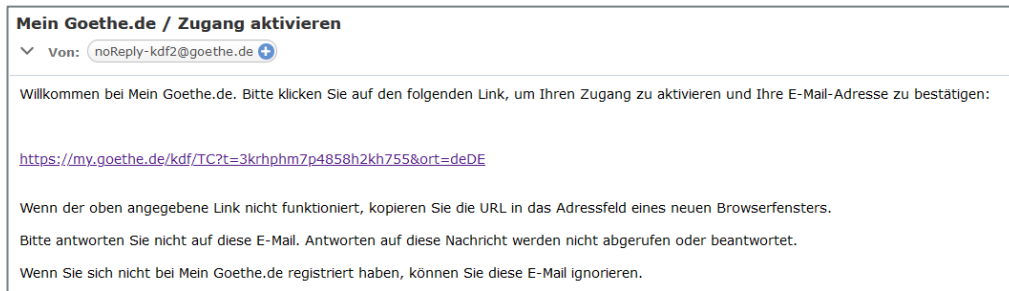 Mein Goethe.de / Zugang aktivieren
Von: noReply-kdf2@goethe.de
Willkommen bei Mein Goethe.de. Bitte klicken Sie auf den folgenden Link, um Ihren Zugang zu aktivieren und Ihre E-Mail-Adresse zu bestätigen:
https://my.goethe.de/kdf/TC?t=3krhphm7p4858h2kh755&ort=deDE
Wenn der oben angegebene Link nicht funktioniert, kopieren Sie die URL in das Adressfeld eines neuen Browserfensters.
Bitte antworten Sie nicht auf diese E-Mail. Antworten auf diese Nachricht werden nicht abgerufen oder beantwortet.
Wenn Sie sich nicht bei Mein Goethe.de registriert haben, können Sie diese E-Mail ignorieren.